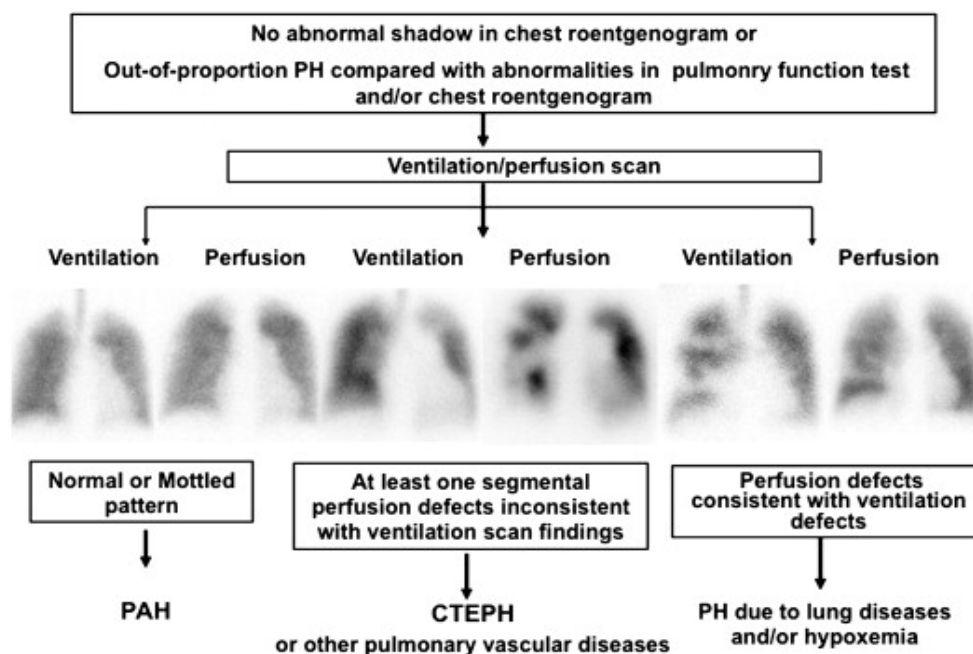 No abnormal shadow in chest roentgenogram or
Out-of-proportion PH compared with abnormalities in pulmonry function test
and/or chest roentgenogram
Ventilation/perfusion scan
Ventilation Perfusion Ventilation Perfusion Ventilation Perfusion
Normal or Mottled
pattern
PAH
At least one segmental
perfusion defects inconsistent
with ventilation scan findings
CTEPH
or other pulmonary vascular diseases
Perfusion defects
consistent with ventilation
defects
PH due to lung diseases
and/or hypoxemia